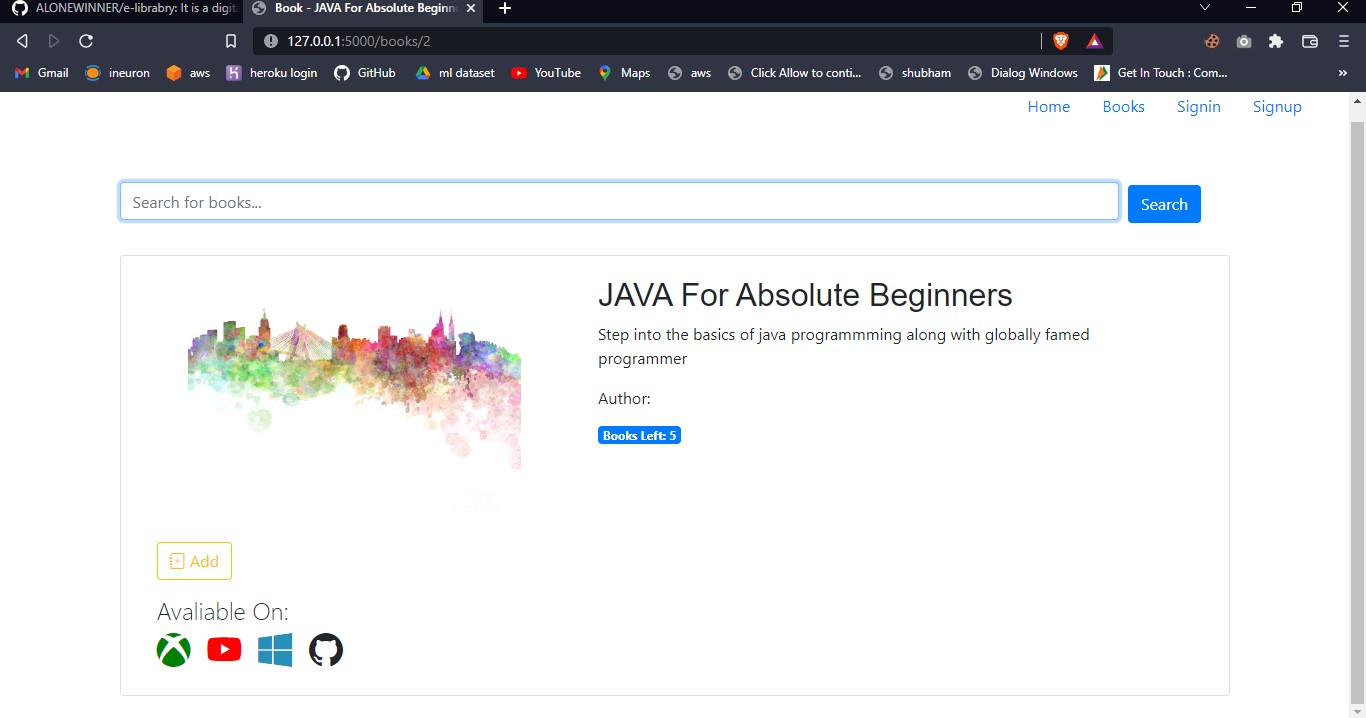 ALONEWINNER/e-librabry: It is a digit
Book - JAVA For Absolute Beginn
127.0.0.1:5000/books/2
Gmail ineuron aws heroku login GitHub ml dataset YouTube Maps aws Click Allow to conti... shubham Dialog Windows Get In Touch : Com... »
Home Books Signin Signup
Search for books...
Search
JAVA For Absolute Beginners
Step into the basics of java programmming along with globally famed
programmer
Author:
Books Left: 5
Add
Avaliable On: